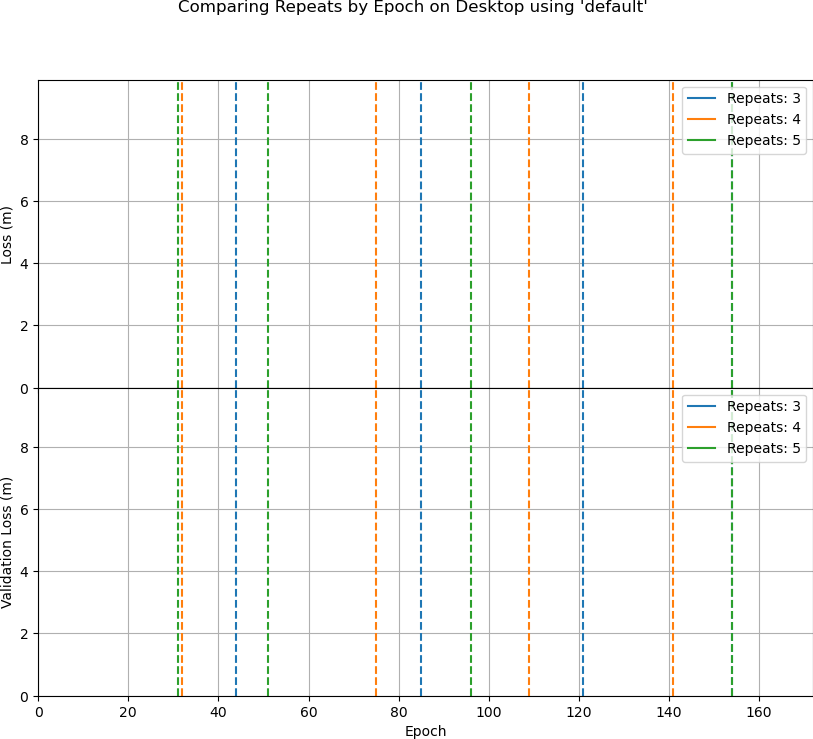 Comparing Repeats by Epoch on Desktop using 'default'
Loss (m)
8
6
4
2
0
Repeats: 3
Repeats: 4
Repeats: 5
Validation Loss (m)
8
6
4
2
0
Repeats: 3
Repeats: 4
Repeats: 5
0 20 40 60 80 100 120 140 160
Epoch